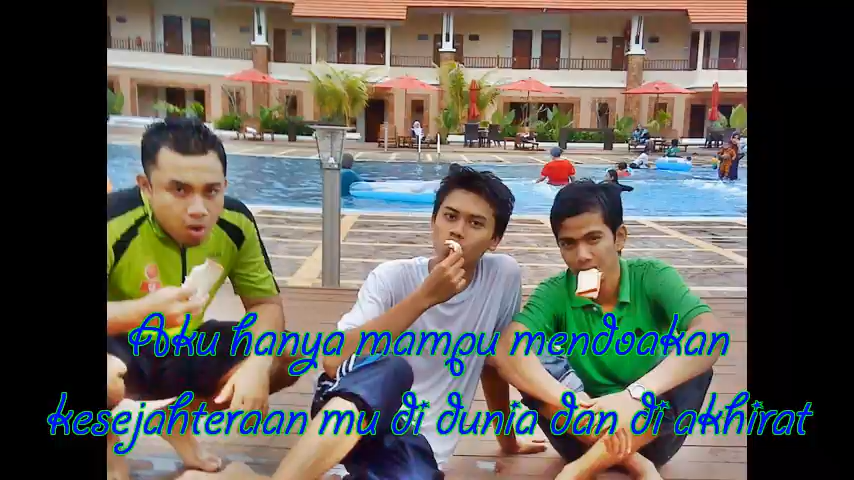 Aku hanya mampu mendoakan
kesejahteraan mu di dunia dan di akhirat